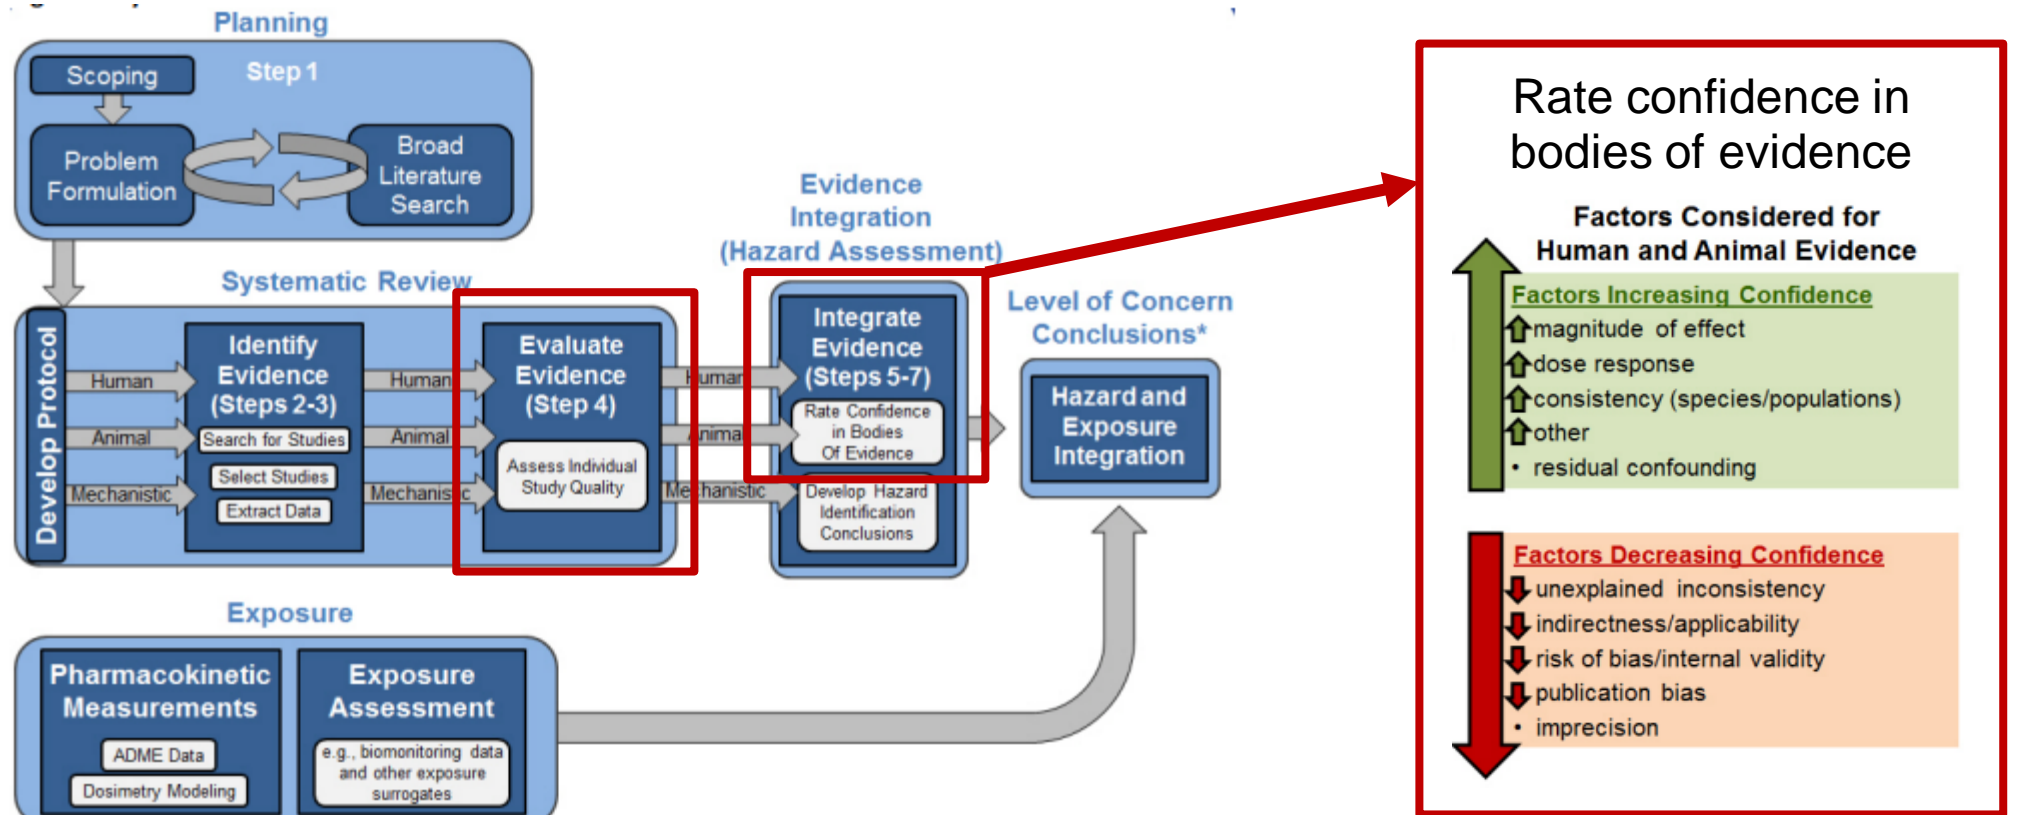 Planning
Scoping
Step 1
Problem
Formulation
Broad
Literature
Search
Systematic Review
Develop Protocol
Human
Animal
Mechanistic
Identify
Evidence
(Steps 2-3)
Search for Studies
Select Studies
Extract Data
Human
Animal
Mechanistic
Evaluate
Evidence
(Step 4)
Assess Individual
Study Quality
Human
Animal
Mechanistic
Evidence
Integration
(Hazard Assessment)
Integrate
Evidence
(Steps 5-7)
Rate Confidence
in Bodies
Of Evidence
Develop Hazard
Identification
Conclusions
Level of Concern
Conclusions*
Hazard and
Exposure
Integration
Exposure
Pharmacokinetic
Measurements
ADME Data
Dosimetry Modeling
Exposure
Assessment
e.g., biomonitoring data
and other exposure
surrogates
Rate confidence in
bodies of evidence
Factors Considered for
Human and Animal Evidence
Factors Increasing Confidence
magnitude of effect
dose response
consistency (species/populations)
other
• residual confounding
Factors Decreasing Confidence
unexplained inconsistency
indirectness/applicability
risk of bias/internal validity
publication bias
• imprecision